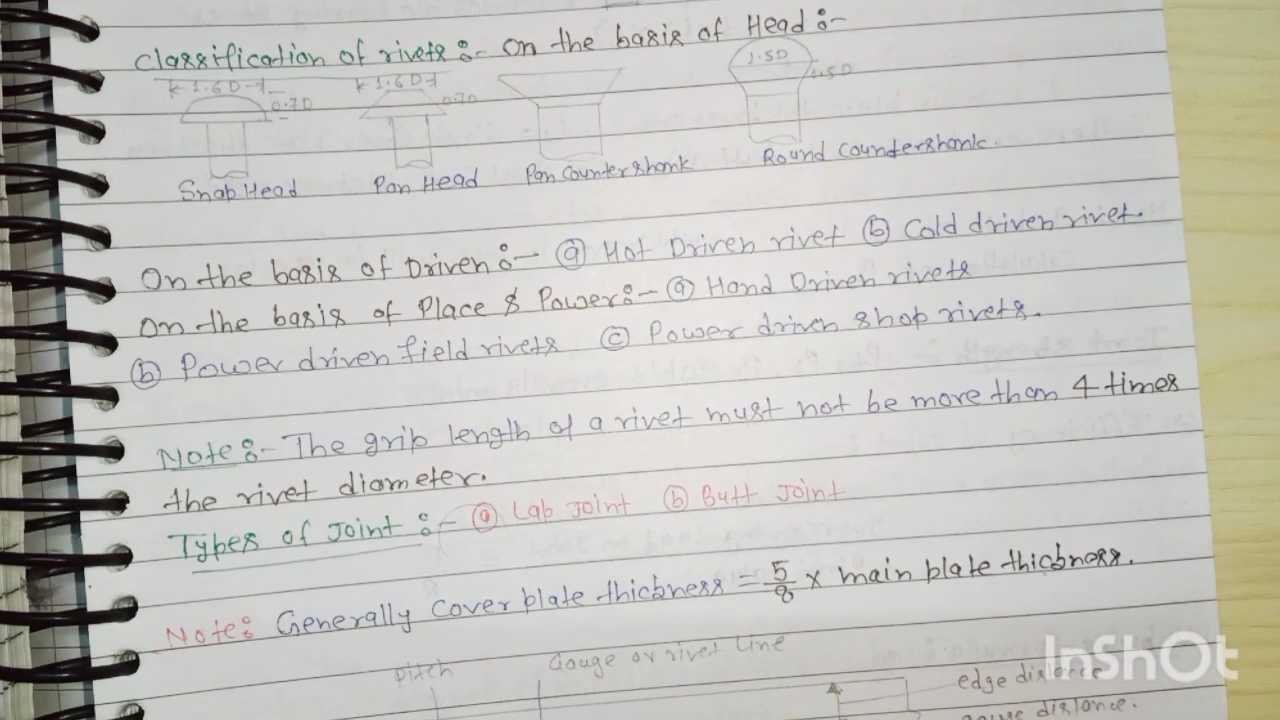 Classification of rivets :- On the basis of Head :-
1.6D 1.6D 1.5D
0.7D 0.7D
Snap Head Pan Head Pan Countershank Round Countershank.
On the basis of Driven :- (a) Hot Driven rivet (b) Cold driven rivet.
On the basis of Place & Power :- (a) Hand Driven rivets
(b) Power driven field rivets (c) Power driven shop rivets.
Note :- The grip length of a rivet must not be more than 4 times
the rivet diameter.
Types of Joint :- (a) Lap Joint (b) Butt Joint
Note: Generally Cover plate thickness = 5/8 x main plate thickness.
pitch Gauge or rivet Line
edge distance
gauge distance.
InShOt